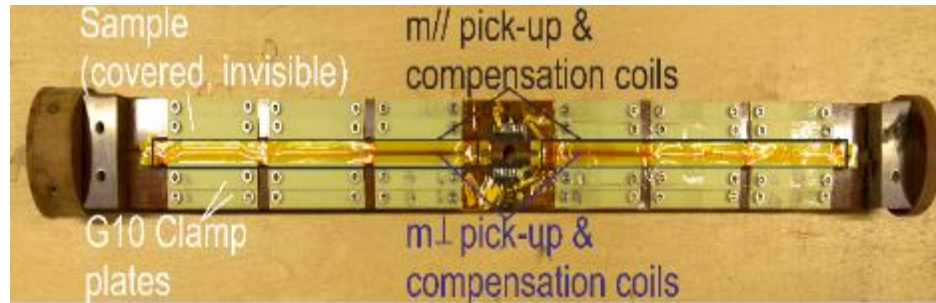 Sample
(covered, invisible)
m// pick-up &
compensation coils
G10 Clamp
plates
m⊥ pick-up &
compensation coils